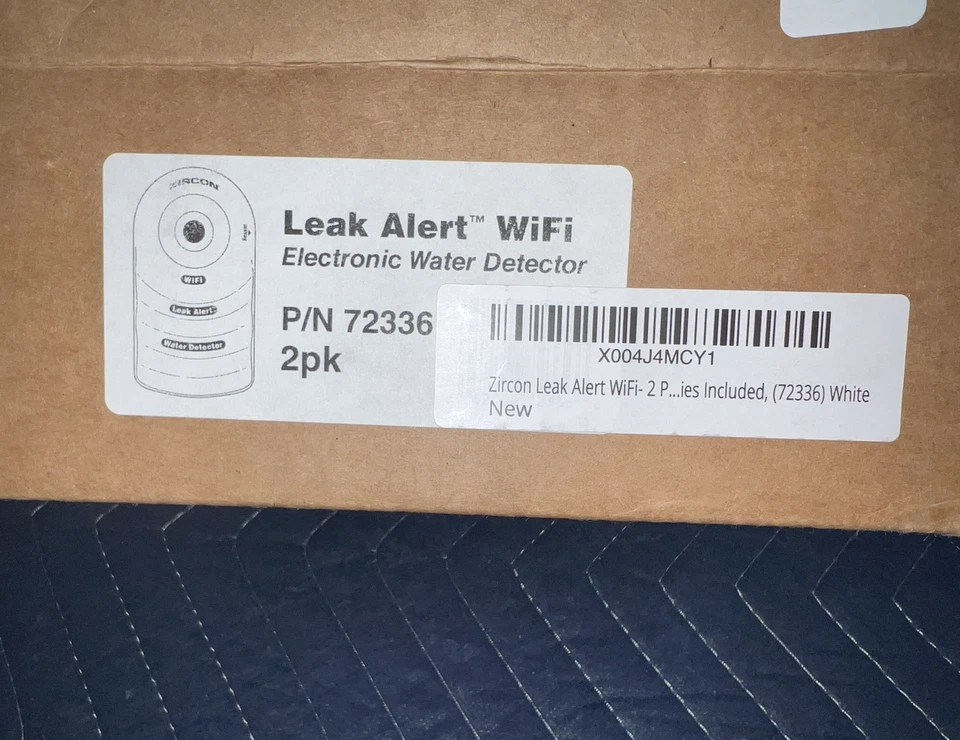 ZIRCON
WiFi
Leak Alert™
Water Detector
Leak Alert™ WiFi
Electronic Water Detector
P/N 72336
2pk
X004J4MCY1
Zircon Leak Alert WiFi- 2 P...ies Included, (72336) White
New